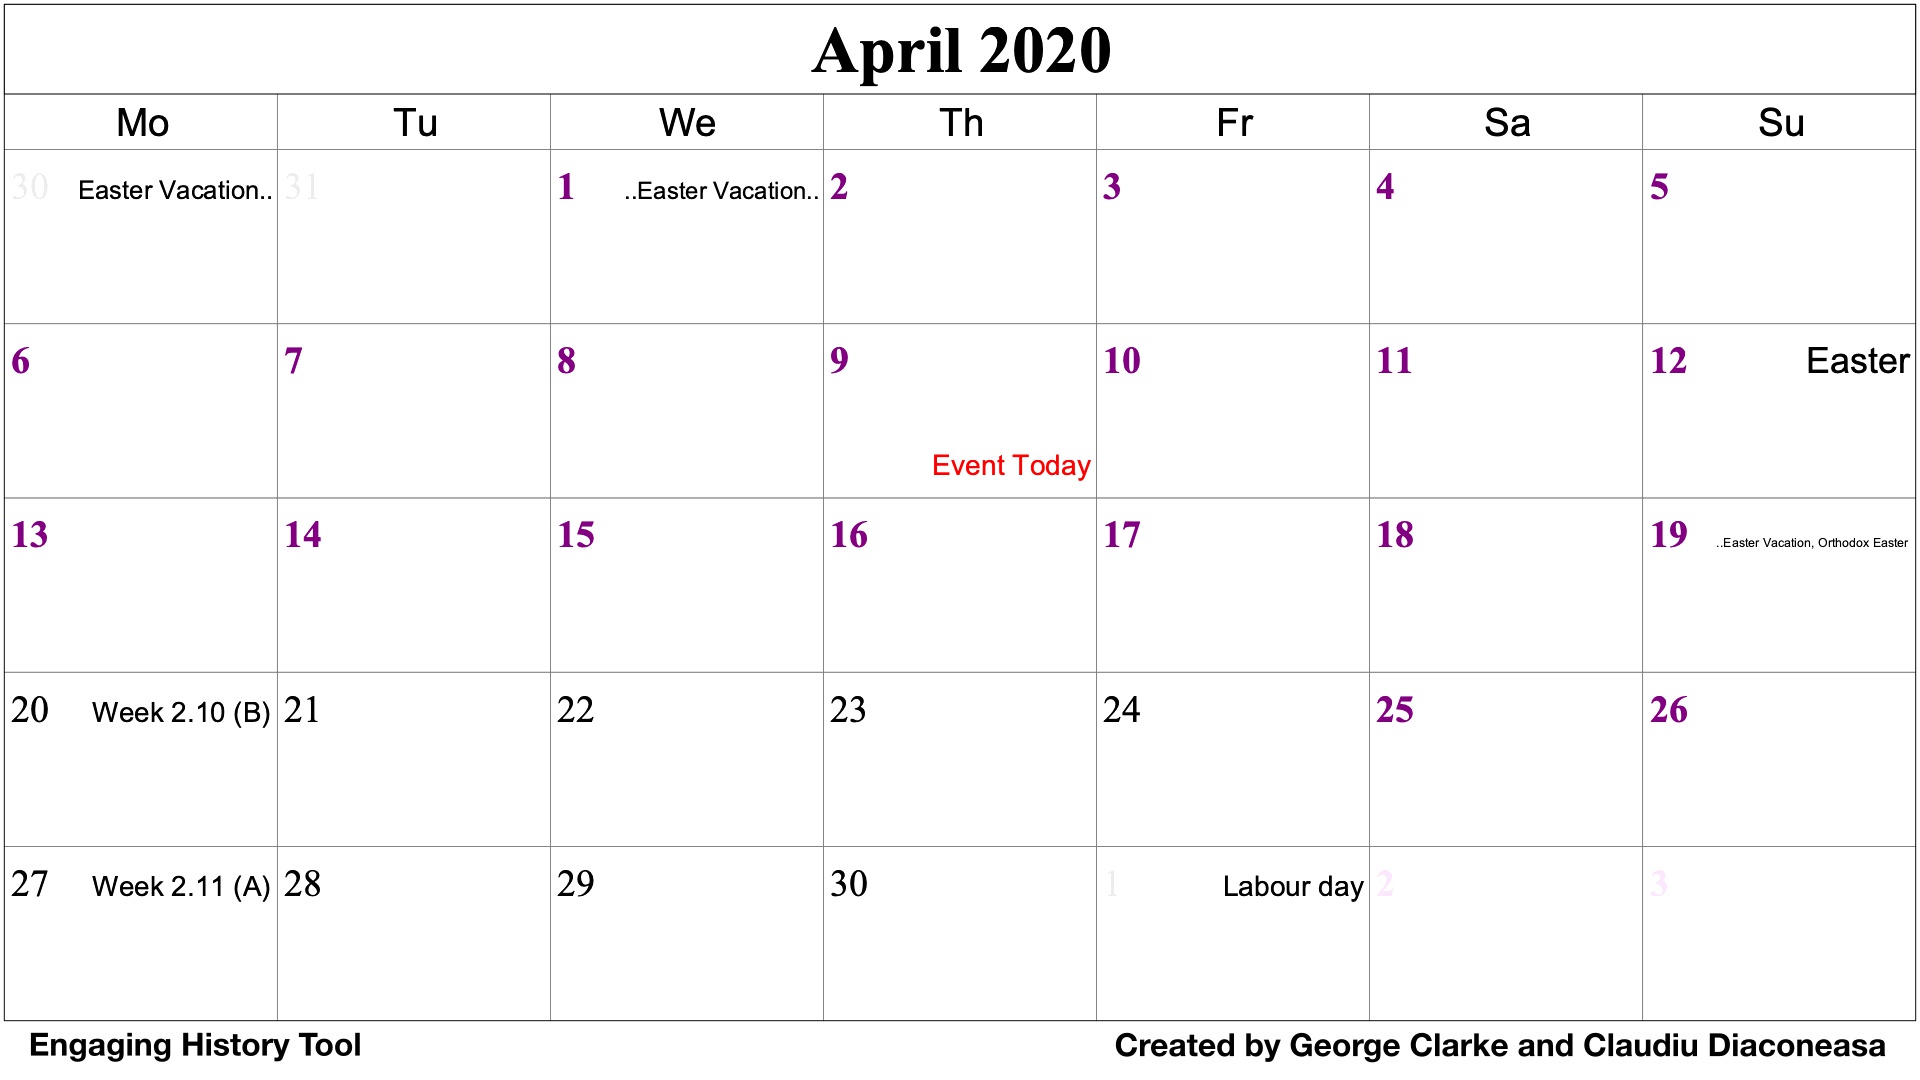 April 2020
Mo Tu We Th Fr Sa Su
30 Easter Vacation.. 31 1 ..Easter Vacation.. 2 3 4 5
6 7 8 9 10 11 12 Easter
Event Today
13 14 15 16 17 18 19 ..Easter Vacation, Orthodox Easter
20 Week 2.10 (B) 21 22 23 24 25 26
27 Week 2.11 (A) 28 29 30 1 Labour day 2 3
Engaging History Tool Created by George Clarke and Claudiu Diaconeasa